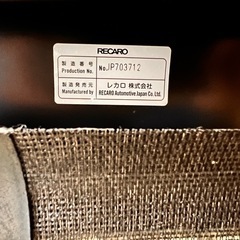 RECARO
製造番号
Production No. No.JP703712
製造発売元 レカロ 株式会社
Manufactured by RECARO Automotive Japan Co. Ltd.